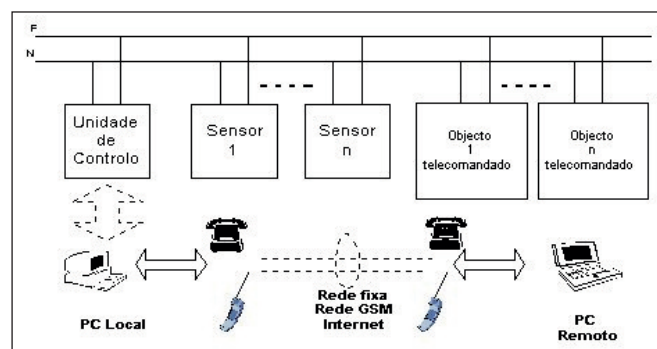 F
N
Unidade
de
Controlo
Sensor
1
Sensor
n
Objecto
1
telecomandado
Objecto
n
telecomandado
Rede fixa
Rede GSM
Internet
PC Local
PC
Remoto